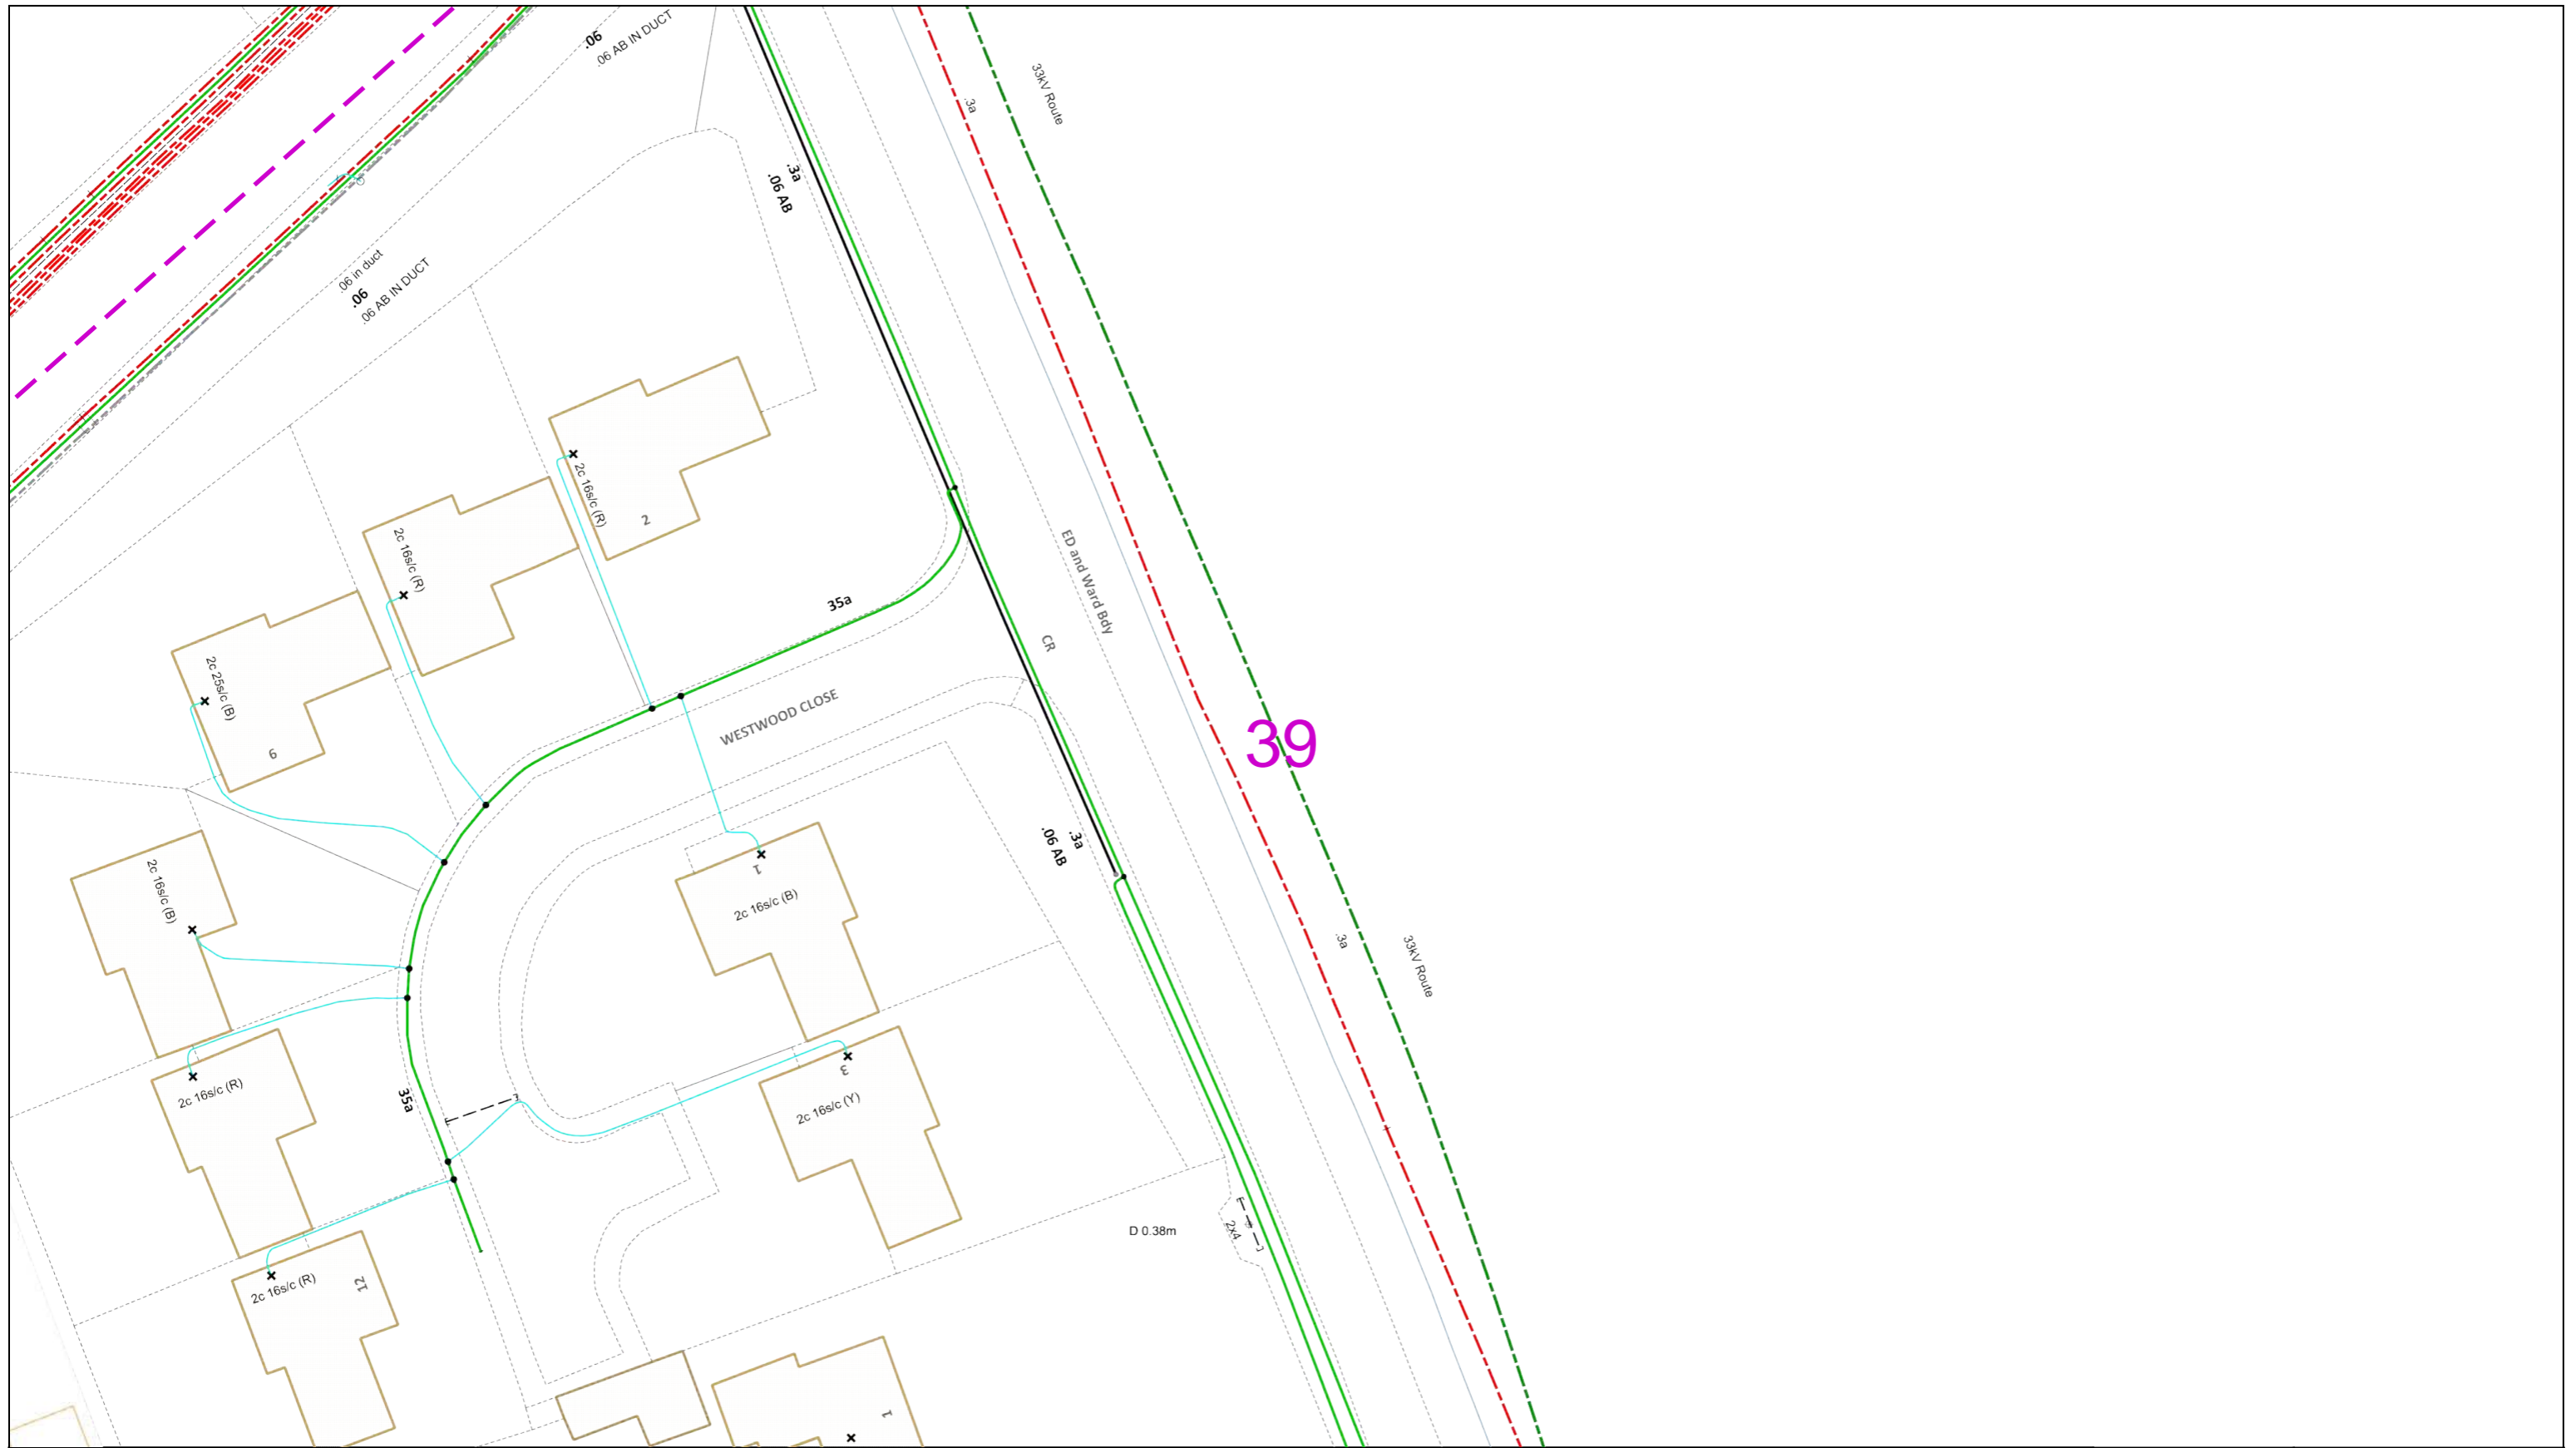 .06
.06 AB IN DUCT
33kV Route
.3a
.3a
.06 AB
.06 in duct
.06
.06 AB IN DUCT
2c 16s/c (R)
2
2c 16s/c (R)
ED and Ward Bdy
35a
CR
2c 25s/c (B)
6
WESTWOOD CLOSE
39
.3a
.06 AB
2c 16s/c (B)
1
2c 16s/c (B)
.3a
33kV Route
3
2c 16s/c (R)
35a
2c 16s/c (Y)
D 0.38m
2x4
2c 16s/c (R)
12
1